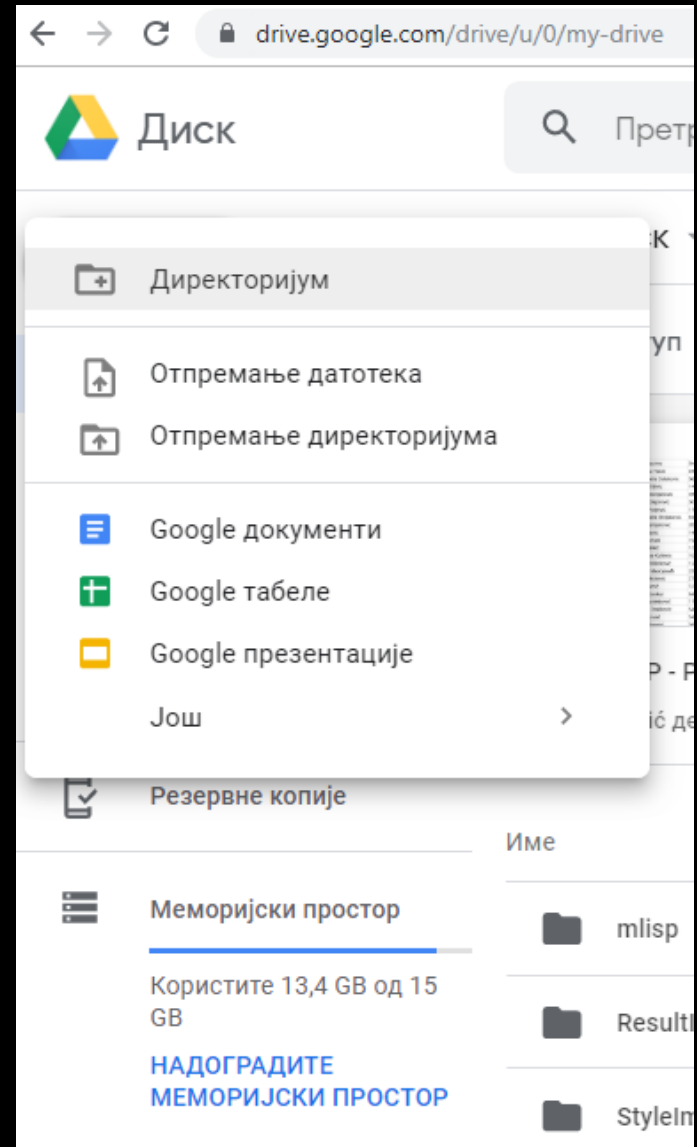 drive.google.com/drive/u/0/my-drive
Диск
Директоријум
Отпремање датотека
Отпремање директоријума
Google документи
Google табеле
Google презентације
Још
Резервне копије
Меморијски простор
Користите 13,4 GB од 15
GB
НАДОГРАДИТЕ
МЕМОРИЈСКИ ПРОСТОР
Име
mlisp